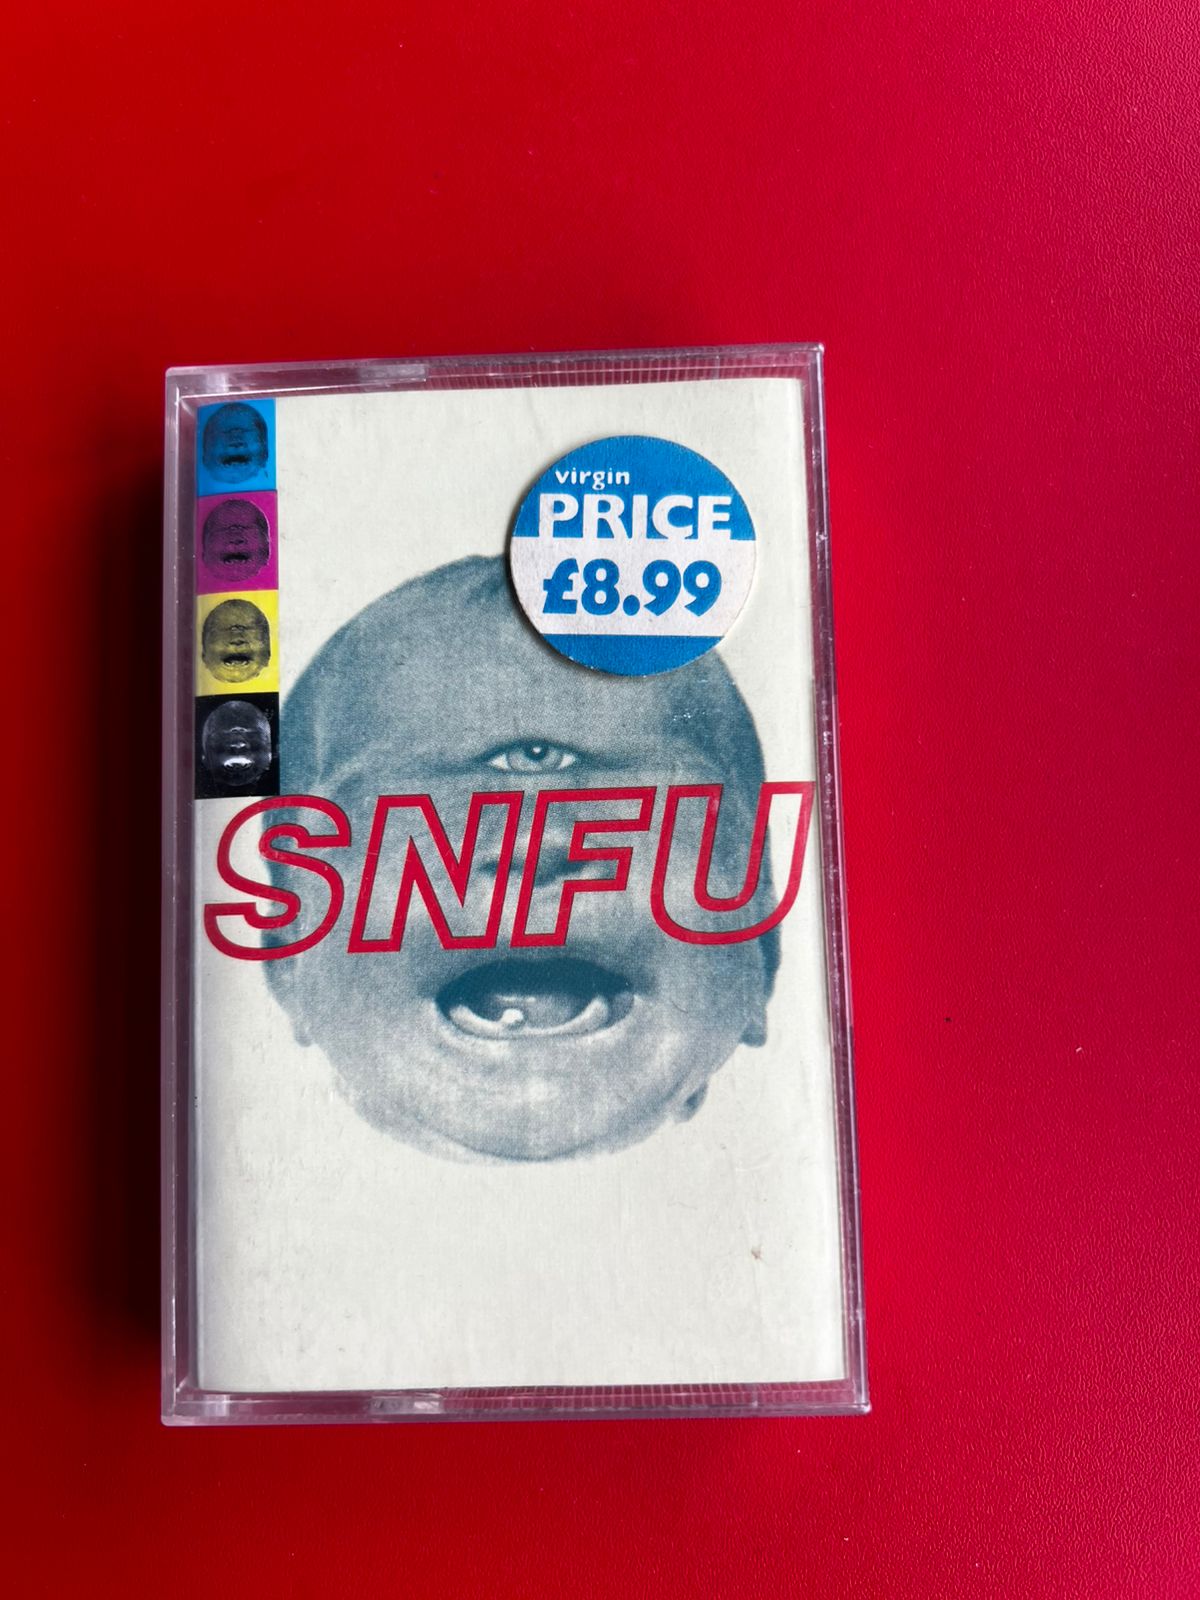 virgin
PRICE
£8.99
SNFU